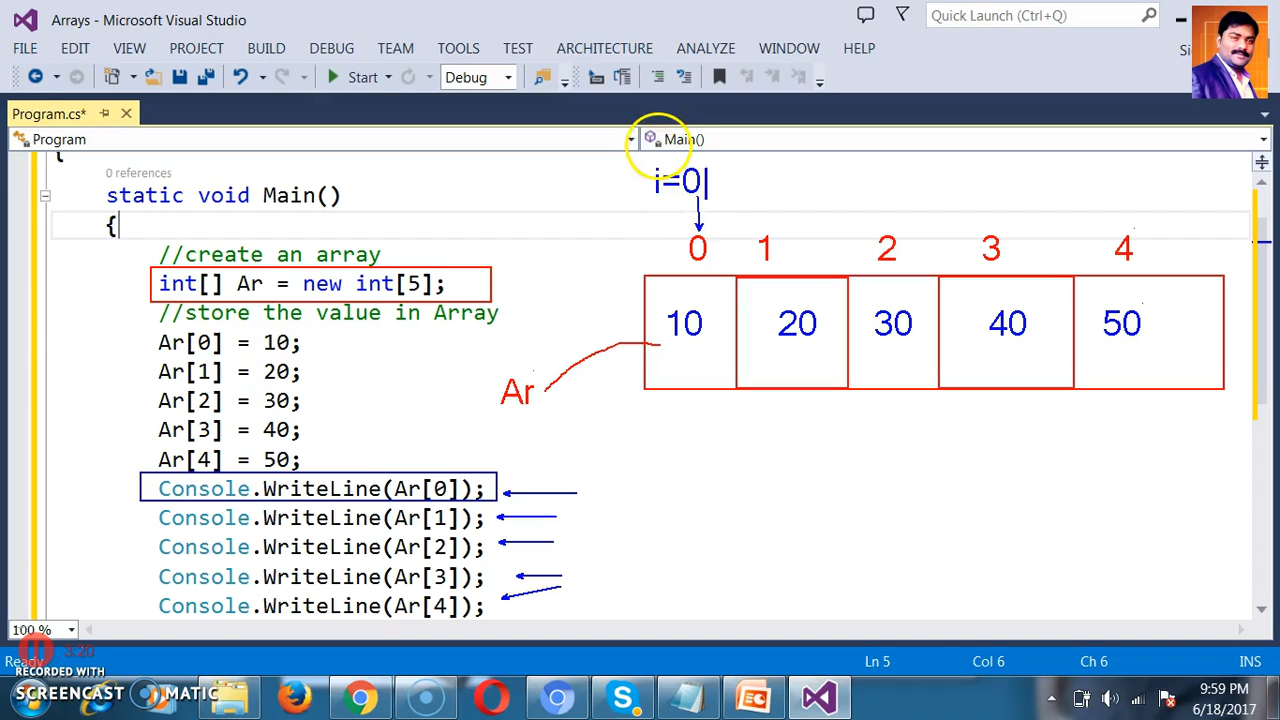 Arrays - Microsoft Visual Studio
Quick Launch (Ctrl+Q)
FILE EDIT VIEW PROJECT BUILD DEBUG TEAM TOOLS TEST ARCHITECTURE ANALYZE WINDOW HELP
Si
Start Debug
Program.cs*
Program
Main()
{
0 references
i=0|
static void Main()
{
0 1 2 3 4
//create an array
int[] Ar = new int[5];
//store the value in Array
10 20 30 40 50
Ar[0] = 10;
Ar[1] = 20;
Ar
Ar[2] = 30;
Ar[3] = 40;
Ar[4] = 50;
Console.WriteLine(Ar[0]);
Console.WriteLine(Ar[1]);
Console.WriteLine(Ar[2]);
Console.WriteLine(Ar[3]);
Console.WriteLine(Ar[4]);
100 %
3:20
Ready
Ln 5 Col 6 Ch 6 INS
RECORDED WITH
SCREENCAST MATIC
9:59 PM
6/18/2017